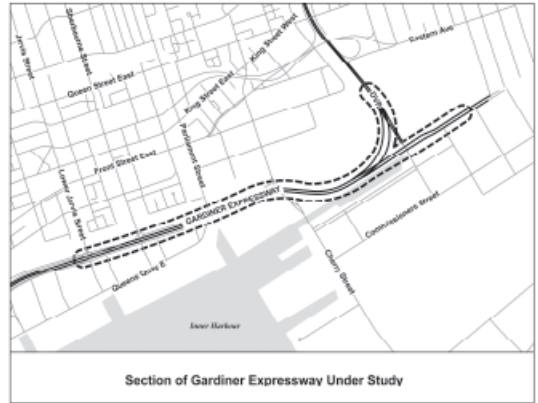 Jarvis Street
Sherbourne Street
Queen Street East
King Street East
King Street West
Eastern Ave
DVP
Front Street East
Parliament Street
Lower Jarvis Street
GARDINER EXPRESSWAY
Queens Quay E
Commissioners Street
Cherry Street
Inner Harbour
Section of Gardiner Expressway Under Study